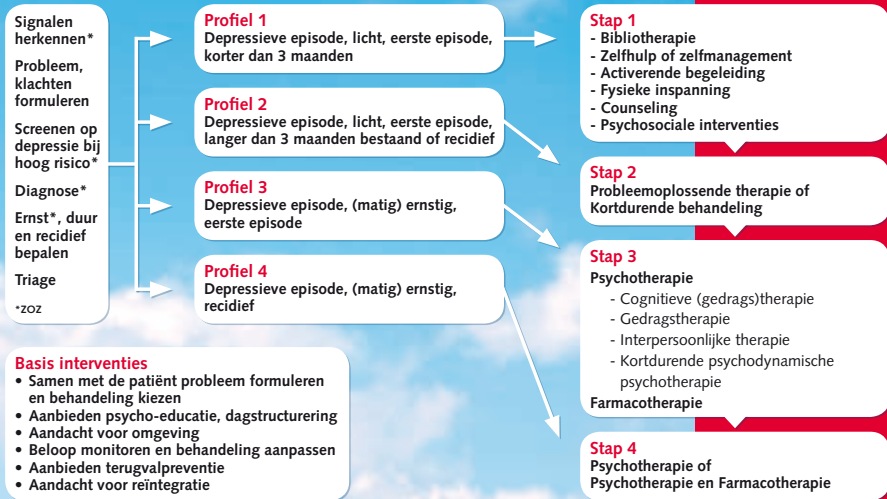 Signalen
herkennen*
Probleem,
klachten
formuleren
Screenen op
depressie bij
hoog risico*
Diagnose*
Ernst*, duur
en recidief
bepalen
Triage
*ZOZ
Profiel 1
Depressieve episode, licht, eerste episode,
korter dan 3 maanden
Profiel 2
Depressieve episode, licht, eerste episode,
langer dan 3 maanden bestaand of recidief
Profiel 3
Depressieve episode, (matig) ernstig,
eerste episode
Profiel 4
Depressieve episode, (matig) ernstig,
recidief
Basis interventies
• Samen met de patiënt probleem formuleren
en behandeling kiezen
• Aanbieden psycho-educatie, dagstructurering
• Aandacht voor omgeving
• Beloop monitoren en behandeling aanpassen
• Aanbieden terugvalpreventie
• Aandacht voor reïntegratie
Stap 1
- Bibliotherapie
- Zelfhulp of zelfmanagement
- Activerende begeleiding
- Fysieke inspanning
- Counseling
- Psychosociale interventies
Stap 2
Probleemoplossende therapie of
Kortdurende behandeling
Stap 3
Psychotherapie
- Cognitieve (gedrags)therapie
- Gedragstherapie
- Interpersoonlijke therapie
- Kortdurende psychodynamische
psychotherapie
Farmacotherapie
Stap 4
Psychotherapie of
Psychotherapie en Farmacotherapie